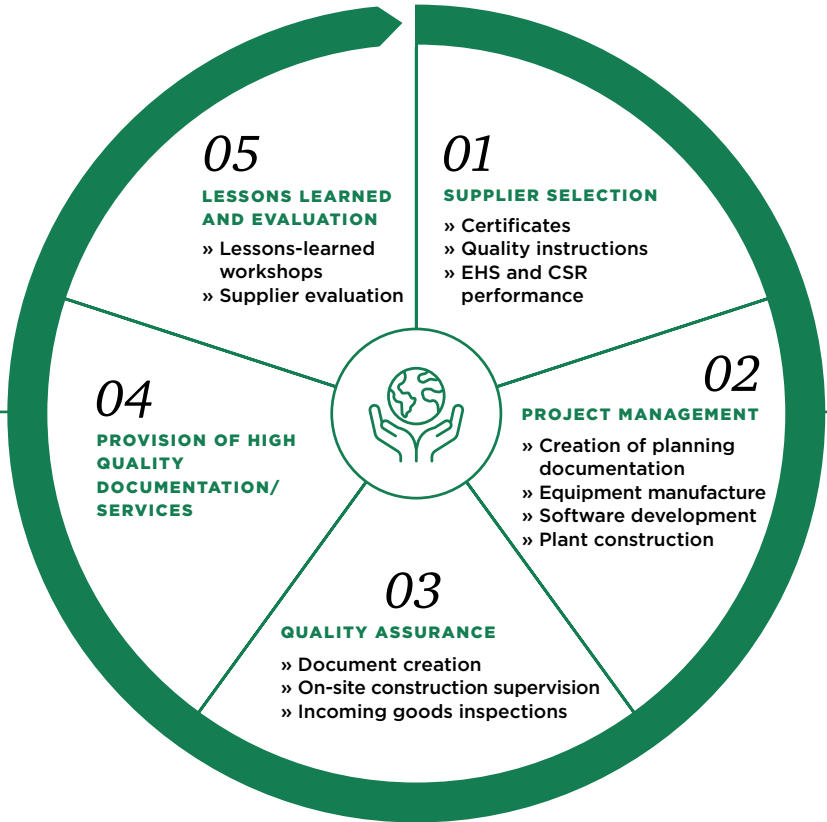 01
SUPPLIER SELECTION
» Certificates
» Quality instructions
» EHS and CSR
performance
02
PROJECT MANAGEMENT
» Creation of planning
documentation
» Equipment manufacture
» Software development
» Plant construction
03
QUALITY ASSURANCE
» Document creation
» On-site construction supervision
» Incoming goods inspections
04
PROVISION OF HIGH
QUALITY
DOCUMENTATION/
SERVICES
05
LESSONS LEARNED
AND EVALUATION
» Lessons-learned
workshops
» Supplier evaluation